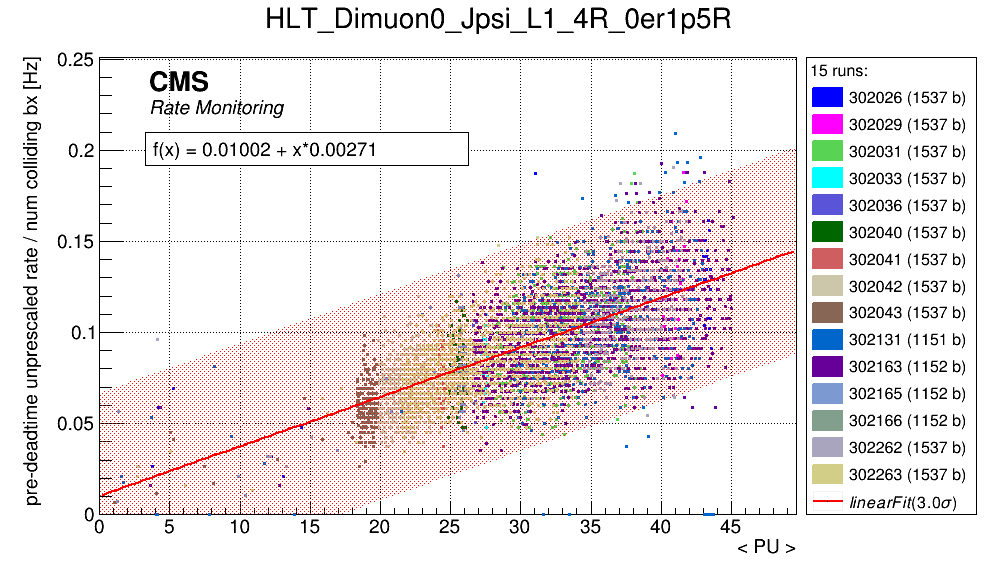 HLT_Dimuon0_Jpsi_L1_4R_0er1p5R
pre-deadtime unprescaled rate / num colliding bx [Hz]
0.25
0.2
0.15
0.1
0.05
0
CMS
Rate Monitoring
f(x) = 0.01002 + x*0.00271
0 5 10 15 20 25 30 35 40 45
< PU >
15 runs:
302026 (1537 b)
302029 (1537 b)
302031 (1537 b)
302033 (1537 b)
302036 (1537 b)
302040 (1537 b)
302041 (1537 b)
302042 (1537 b)
302043 (1537 b)
302131 (1151 b)
302163 (1152 b)
302165 (1152 b)
302166 (1152 b)
302262 (1537 b)
302263 (1537 b)
linearFit(3.0σ)